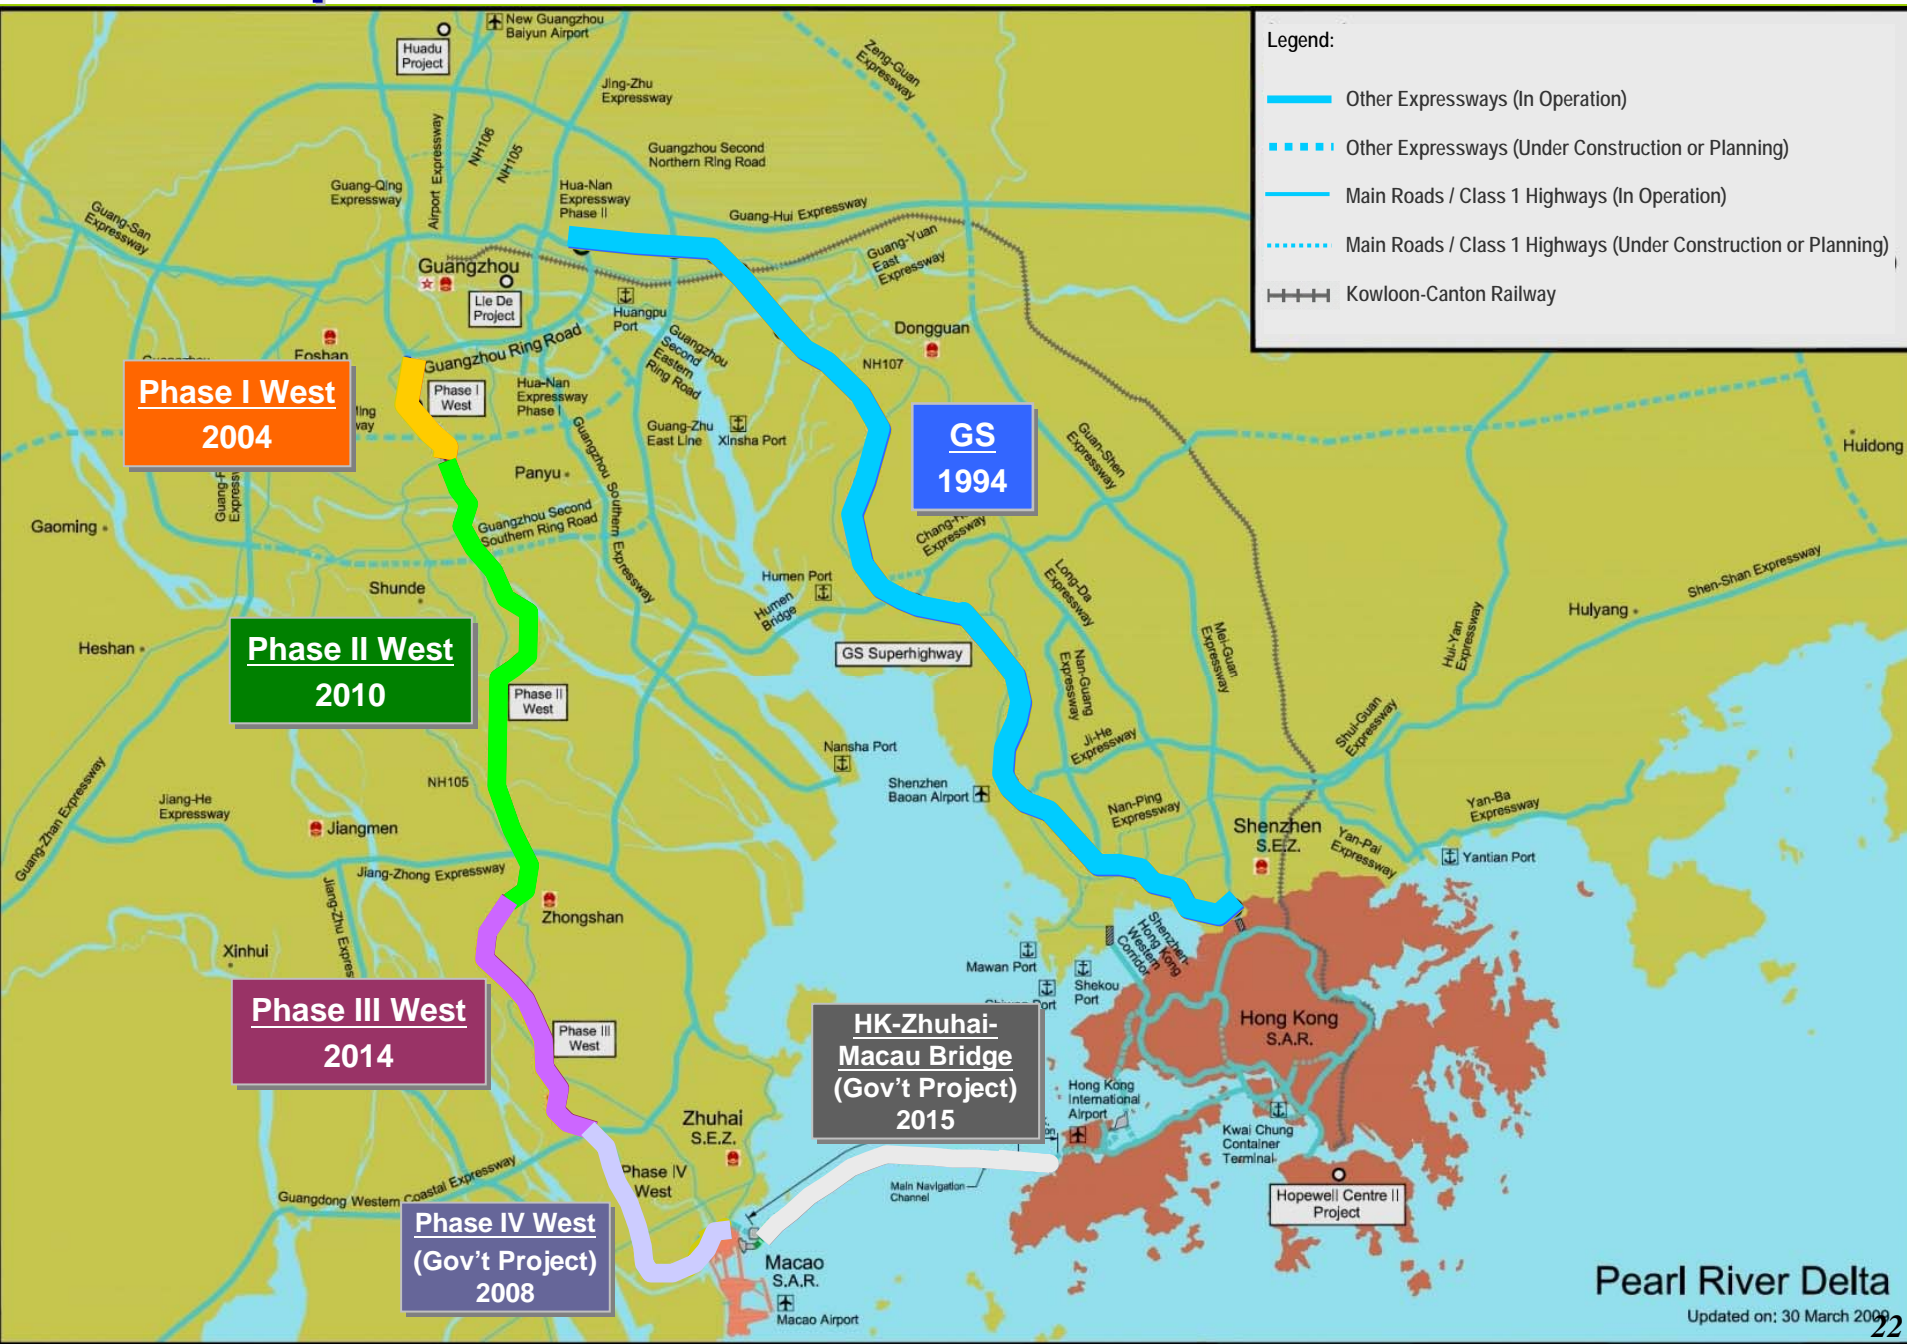 New Guangzhou
Baiyun Airport
Huadu
Project
Jing-Zhu
Expressway
Zeng-Guan
Expressway
Airport Expressway
NH106
NH105
Guangzhou Second
Northern Ring Road
Guang-Qing
Expressway
Hua-Nan
Expressway
Phase II
Guang-San
Expressway
Guang-Hui Expressway
Guang-Yuan
East
Expressway
Guangzhou
Lie De
Project
Huangpu
Port
Guangzhou Ring Road
Guangzhou
Second
Eastern
Ring Road
Dongguan
NH107
Foshan
Phase I West
2004
Phase I
West
Hua-Nan
Expressway
Phase I
Guang-Zhu
East Line
Xinsha Port
GS
1994
Guan-Shen
Expressway
Huidong
Panyu
Gaoming
Guangzhou Second
Southern Ring Road
Guangzhou Southern Expressway
Expressway
Shunde
Humen Port
Humen
Bridge
Long-Da
Expressway
Shen-Shan Expressway
Huiyang
Heshan
Phase II West
2010
GS Superhighway
Mei-Guan
Expressway
Hui-Yan
Expressway
Nan-Guang
Expressway
Phase II
West
Shui-Guan
Expressway
Ji-He
Expressway
Nansha Port
Shenzhen
Baoan Airport
NH105
Guang-Zhan Expressway
Jiang-He
Expressway
Jiangmen
Nan-Ping
Expressway
Yan-Ba
Expressway
Shenzhen
S.E.Z.
Yan-Pai
Expressway
Yantian Port
Jiang-Zhong Expressway
Zhongshan
Xinhui
Shenzhen-
Hong Kong
Western
Corridor
Mawan Port
Shekou
Port
Phase III West
2014
Phase III
West
HK-Zhuhai-
Macau Bridge
(Gov't Project)
2015
Hong Kong
S.A.R.
Hong Kong
International
Airport
Kwai Chung
Container
Terminal
Zhuhai
S.E.Z.
Phase IV
West
Guangdong Western Coastal Expressway
Main Navigation
Channel
Hopewell Centre II
Project
Phase IV West
(Gov't Project)
2008
Macao
S.A.R.
Macao Airport
Legend:
Other Expressways (In Operation)
Other Expressways (Under Construction or Planning)
Main Roads / Class 1 Highways (In Operation)
Main Roads / Class 1 Highways (Under Construction or Planning)
Kowloon-Canton Railway
Pearl River Delta
Updated on: 30 March 2009
22